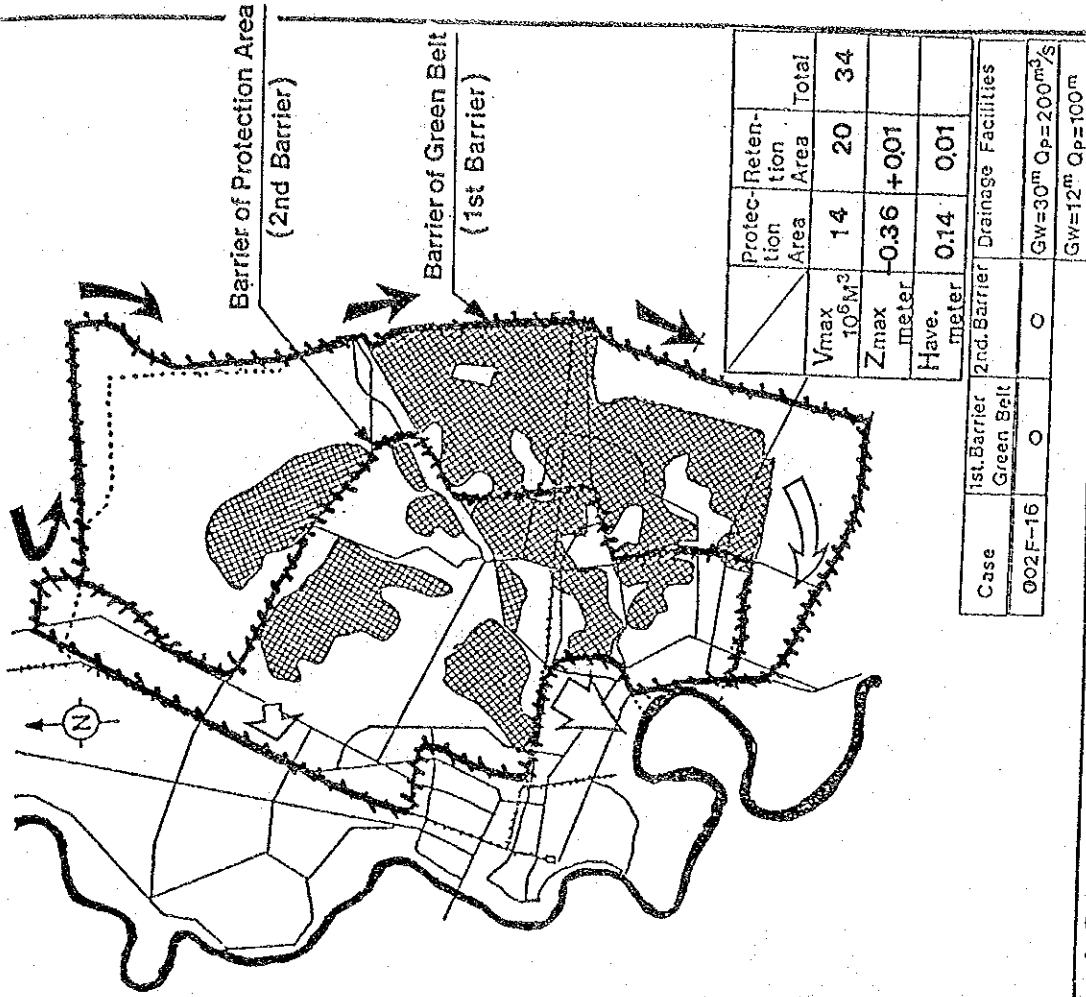 Barrier of Protection Area
(2nd Barrier)
Barrier of Green Belt
(1st Barrier)
N
Protec-tion Area Reten-tion Area Total
Vmax 10⁶M³ 14 20 34
Zmax meter -0.36 +0.01
Have. meter 0.14 0.01
Case 1st.Barrier Green Belt 2nd.Barrier Drainage Facilities
002F-16 O O Gw=30m Qp=200m³/s
Gw=12m Qp=100m